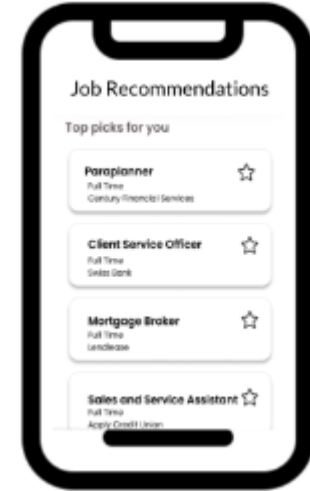 Job Recommendations
Top picks for you
Paraplanner
Full Time
Century Financial Services
Client Service Officer
Full Time
Swiss Bank
Mortgage Broker
Full Time
Lendlease
Sales and Service Assistant
Full Time
Apply Credit Union